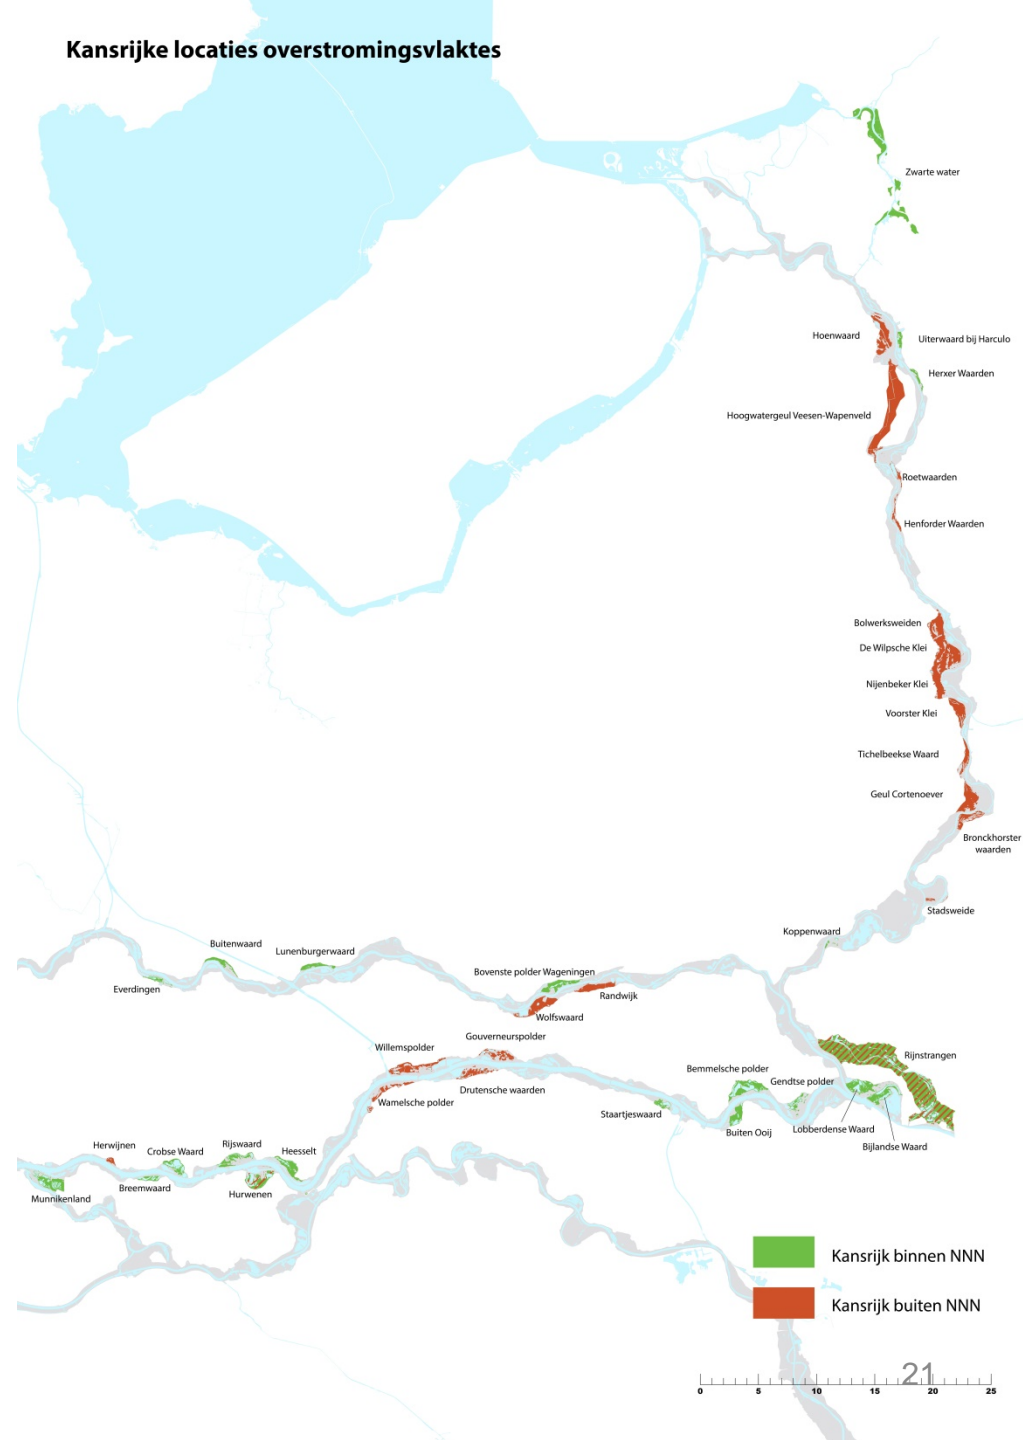 Kansrijke locaties overstromingsvlaktes
Zwarte water
Hoenwaard
Uiterwaard bij Harculo
Herxer Waarden
Hoogwatergeul Veesen-Wapenveld
Roetwaarden
Henforder Waarden
Bolwerksweiden
De Wilpsche Klei
Nijenbeker Klei
Voorster Klei
Tichelbeekse Waard
Geul Cortenoever
Bronckhorster
waarden
Stadsweide
Koppenwaard
Buitenwaard
Lunenburgerwaard
Everdingen
Bovenste polder Wageningen
Randwijk
Wolfswaard
Gouverneurspolder
Willemspolder
Rijnstrangen
Bemmelsche polder
Gendtse polder
Drutensche waarden
Wamelsche polder
Staartjeswaard
Buiten Ooij
Lobberdense Waard
Bijlandse Waard
Herwijnen
Crobse Waard
Rijswaard
Heesselt
Breemwaard
Hurwenen
Munnikenland
Kansrijk binnen NNN
Kansrijk buiten NNN
21
0 5 10 15 20 25